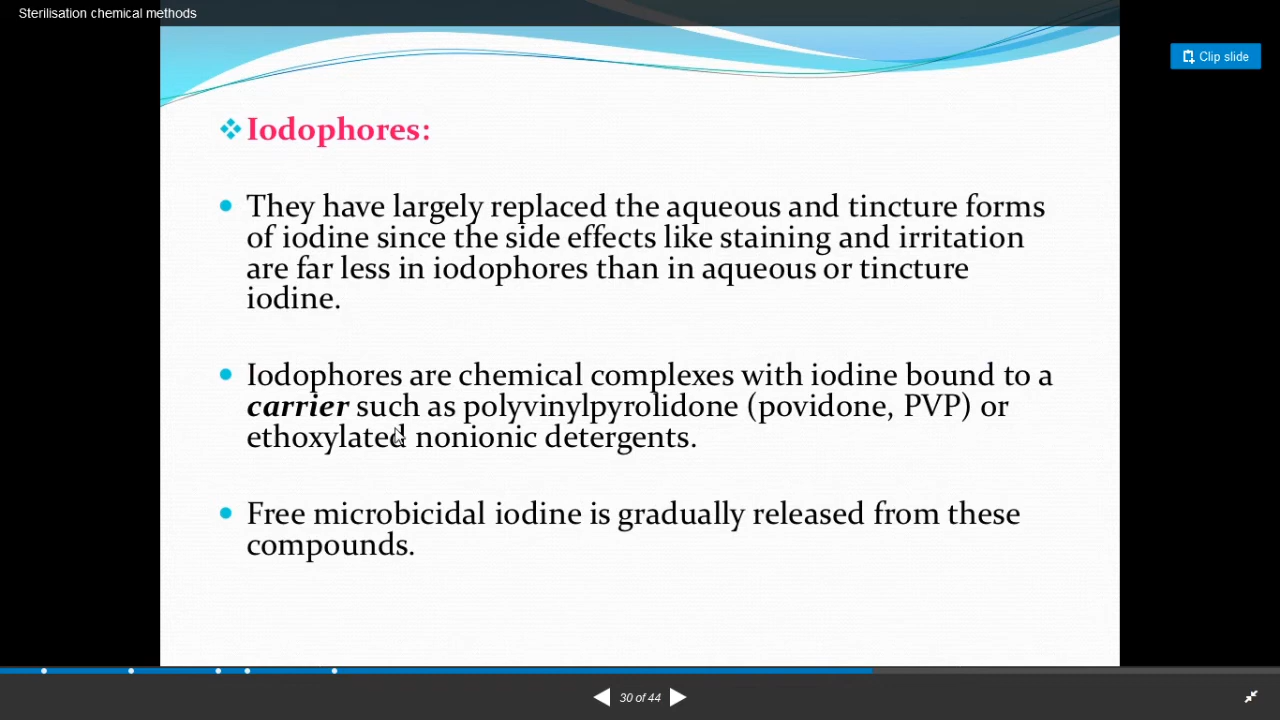 Sterilisation chemical methods
Clip slide
Iodophores:
They have largely replaced the aqueous and tincture forms
of iodine since the side effects like staining and irritation
are far less in iodophores than in aqueous or tincture
iodine.
Iodophores are chemical complexes with iodine bound to a
carrier such as polyvinylpyrolidone (povidone, PVP) or
ethoxylated nonionic detergents.
Free microbicidal iodine is gradually released from these
compounds.
30 of 44